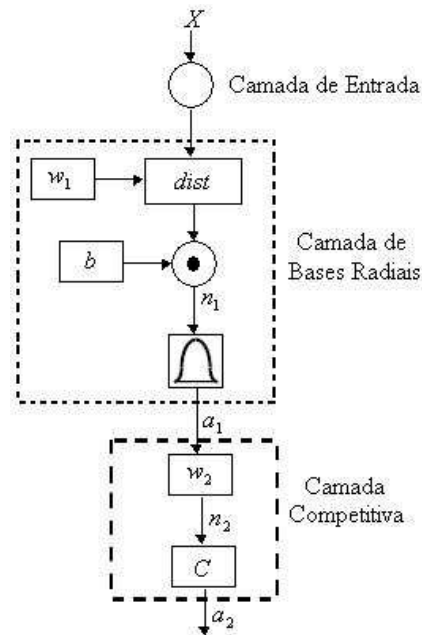 X
Camada de Entrada
w₁
dist
b
n₁
Camada de
Bases Radiais
a₁
w₂
n₂
Camada
Competitiva
C
a₂